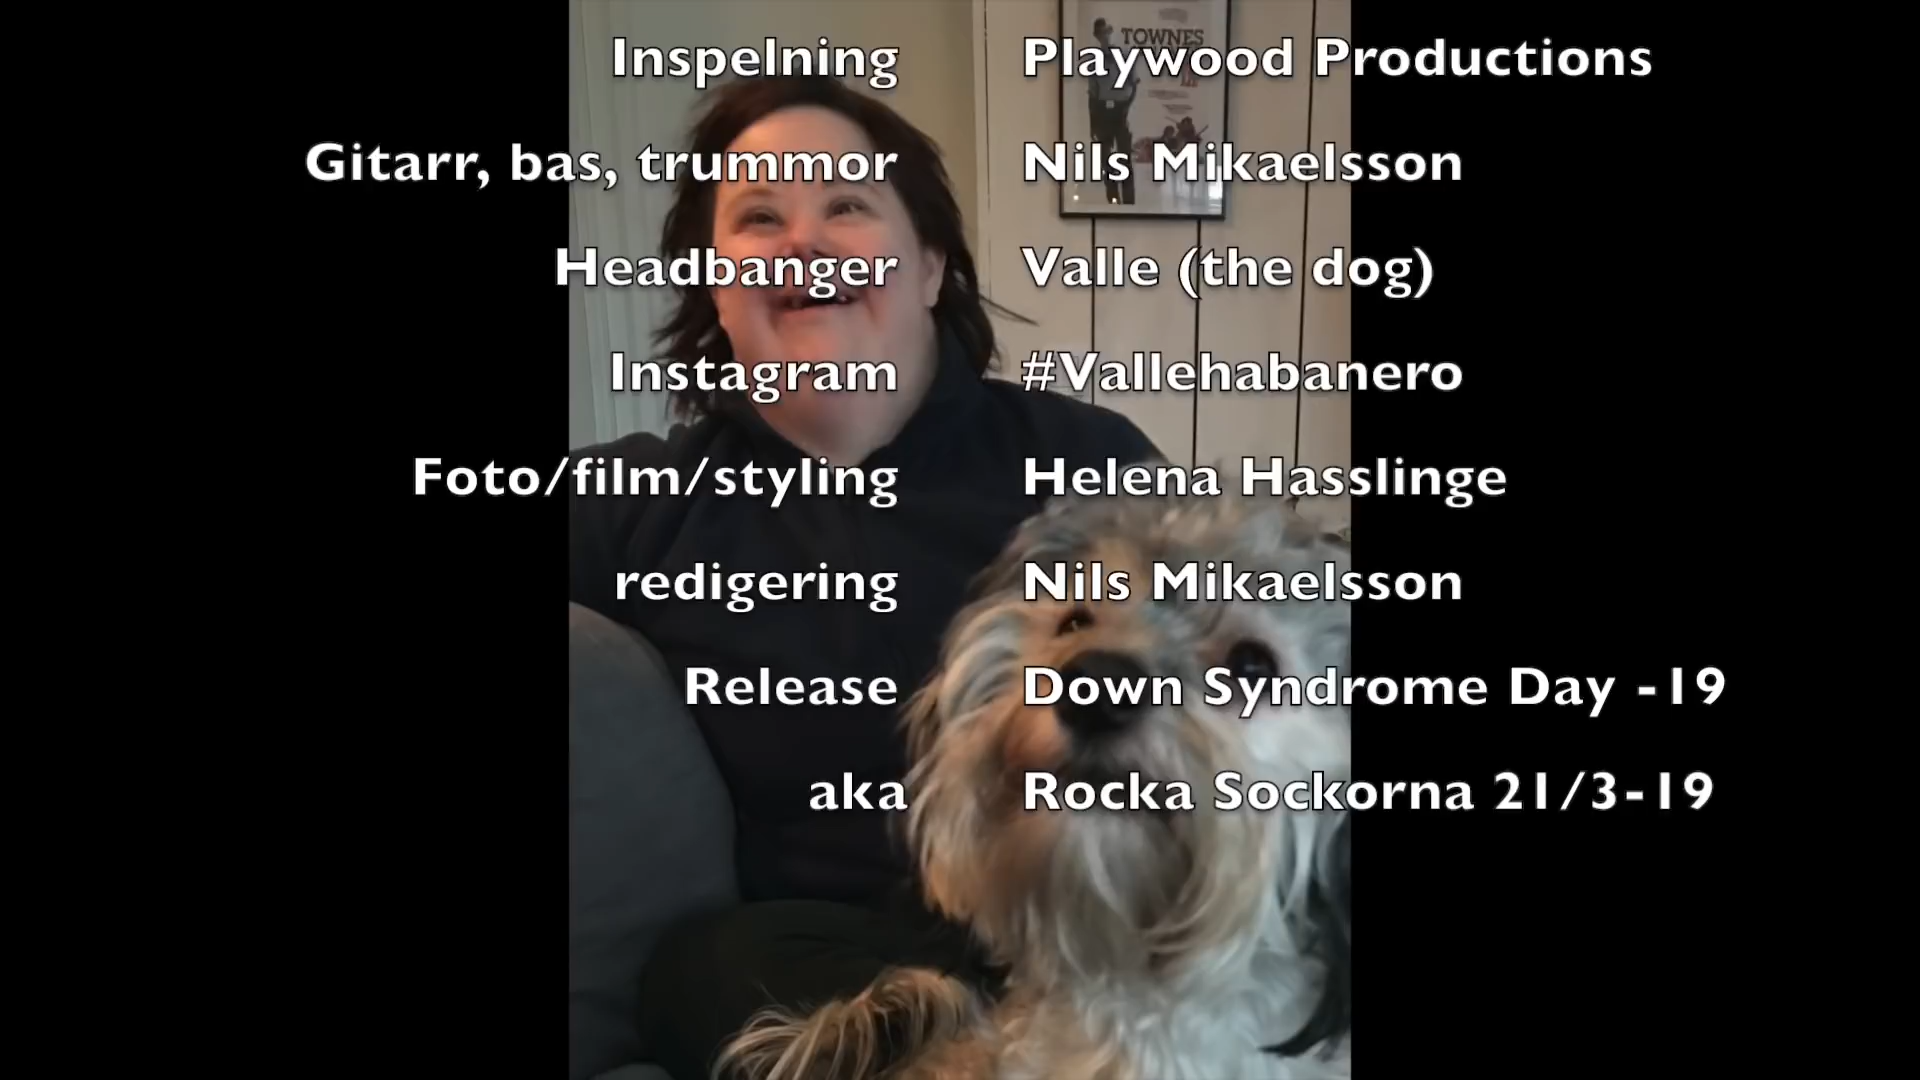 Inspelning Playwood Productions
Gitarr, bas, trummor Nils Mikaelsson
Headbanger Valle (the dog)
Instagram #Vallehabanero
Foto/film/styling Helena Hasslinge
redigering Nils Mikaelsson
Release Down Syndrome Day -19
aka Rocka Sockorna 21/3-19
TOWNES